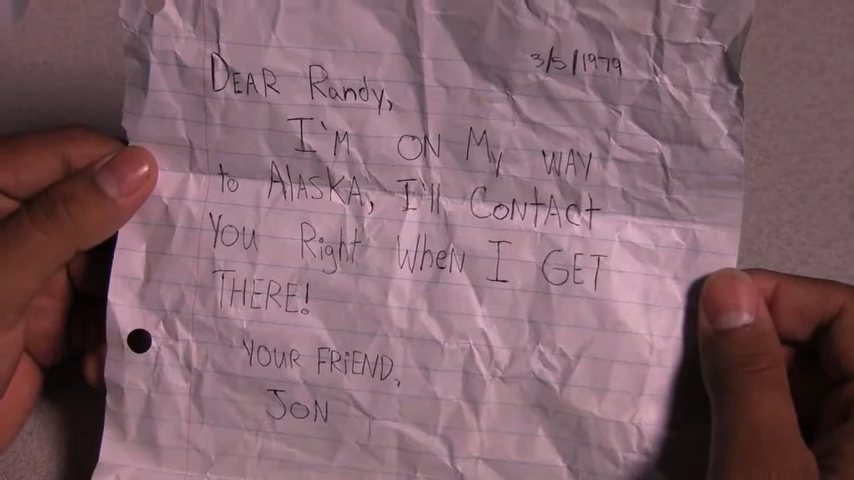 3/5/1979
DEAR Randy,
I'M ON My WAY
to ALASKA, I'll CONtACt
YOU Right WHeN I GET
THERE!
YOUR FRiEND,
JON